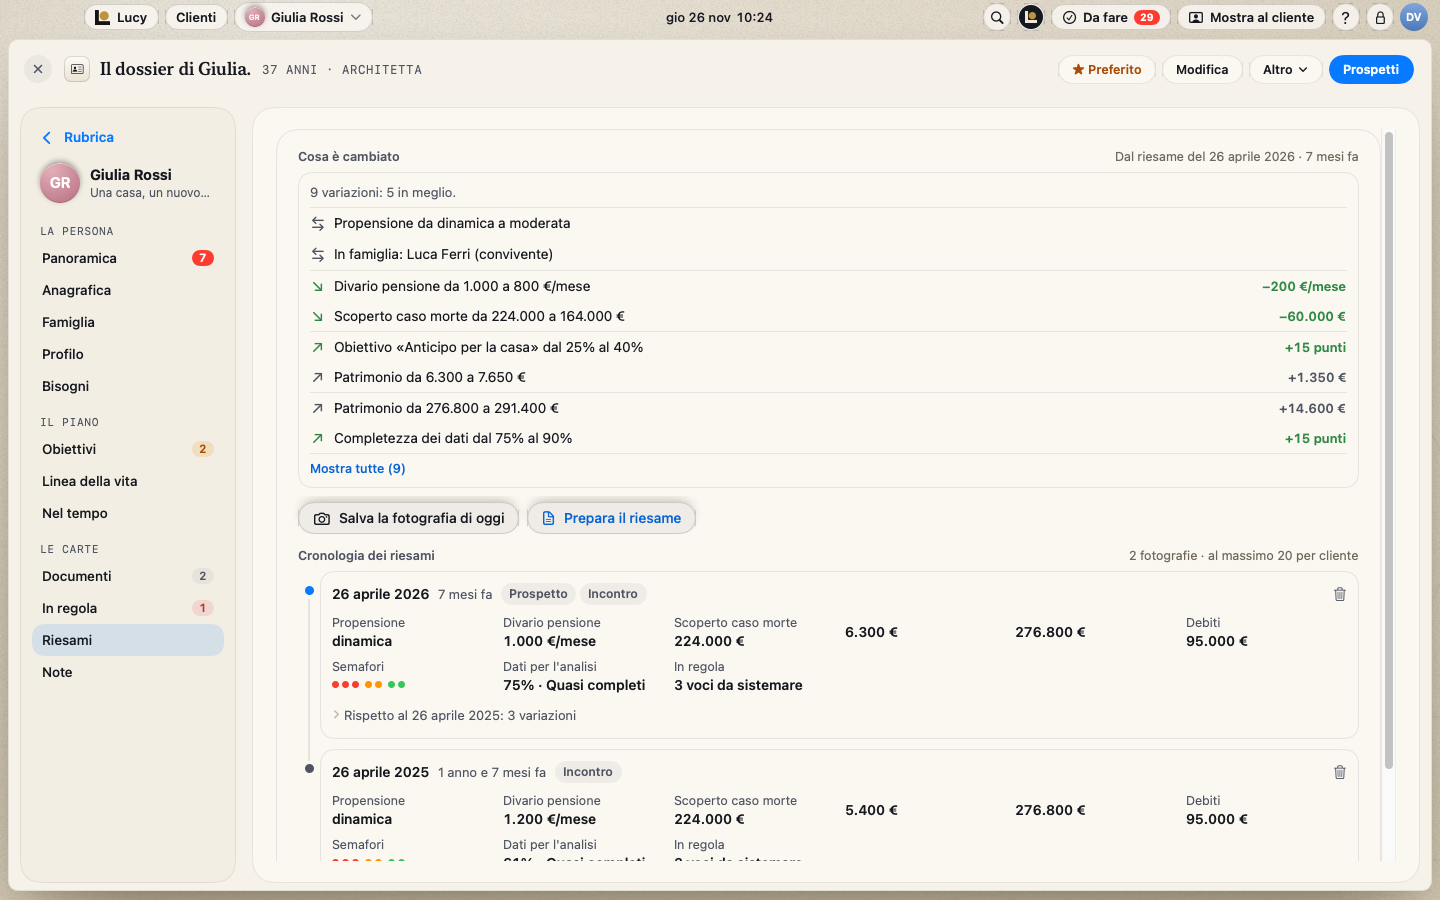 Lucy
Clienti
GR Giulia Rossi
gio 26 nov 10:24
Da fare 29
Mostra al cliente
?
DV
Il dossier di Giulia. 37 ANNI · ARCHITETTA
Preferito
Modifica
Altro
Prospetti
Rubrica
GR
Giulia Rossi
Una casa, un nuovo...
LA PERSONA
Panoramica 7
Anagrafica
Famiglia
Profilo
Bisogni
IL PIANO
Obiettivi 2
Linea della vita
Nel tempo
LE CARTE
Documenti 2
In regola 1
Riesami
Note
Cosa è cambiato
Dal riesame del 26 aprile 2026 · 7 mesi fa
9 variazioni: 5 in meglio.
Propensione da dinamica a moderata
In famiglia: Luca Ferri (convivente)
Divario pensione da 1.000 a 800 €/mese −200 €/mese
Scoperto caso morte da 224.000 a 164.000 € −60.000 €
Obiettivo «Anticipo per la casa» dal 25% al 40% +15 punti
Patrimonio da 6.300 a 7.650 € +1.350 €
Patrimonio da 276.800 a 291.400 € +14.600 €
Completezza dei dati dal 75% al 90% +15 punti
Mostra tutte (9)
Salva la fotografia di oggi
Prepara il riesame
Cronologia dei riesami
2 fotografie · al massimo 20 per cliente
26 aprile 2026 7 mesi fa Prospetto Incontro
Propensione Divario pensione Scoperto caso morte Debiti
dinamica 1.000 €/mese 224.000 € 6.300 € 276.800 € 95.000 €
Semafori Dati per l'analisi In regola
75% · Quasi completi 3 voci da sistemare
Rispetto al 26 aprile 2025: 3 variazioni
26 aprile 2025 1 anno e 7 mesi fa Incontro
Propensione Divario pensione Scoperto caso morte Debiti
dinamica 1.200 €/mese 224.000 € 5.400 € 276.800 € 95.000 €
Semafori Dati per l'analisi In regola